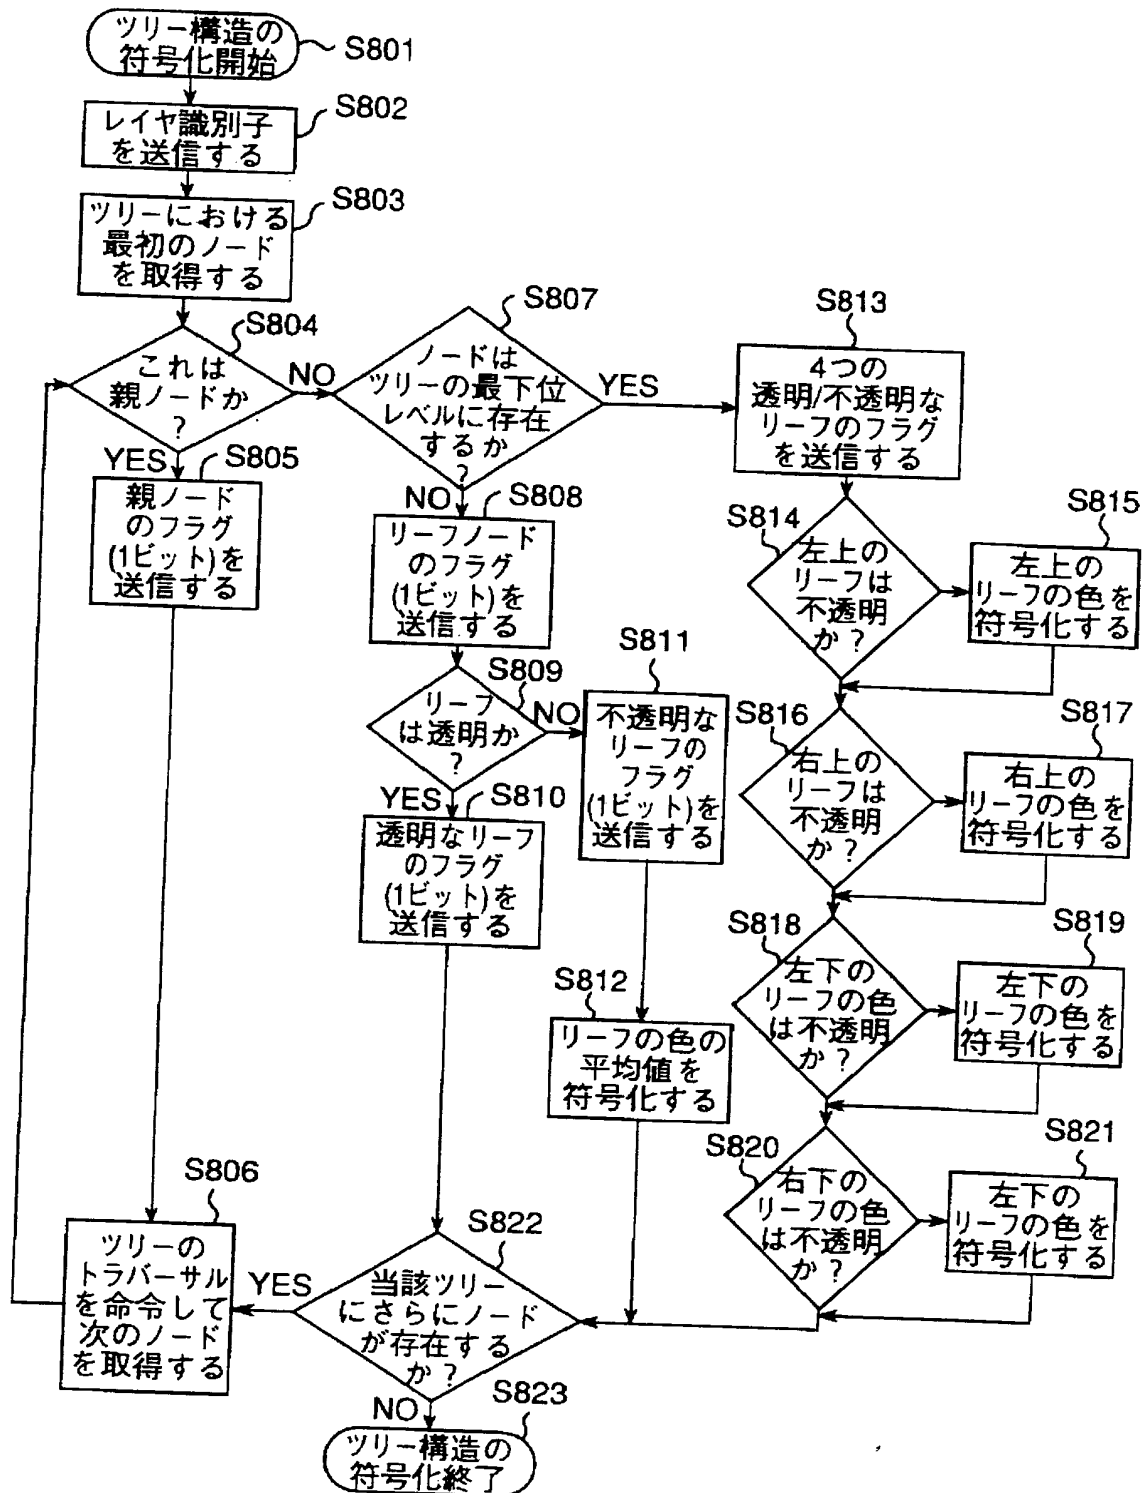 ツリー構造の
符号化開始
S801
レイヤ識別子
を送信する
S802
ツリーにおける
最初のノード
を取得する
S803
これは
親ノードか
?
S804
NO
YES
親ノード
のフラグ
(1ビット)を
送信する
S805
ツリーの
トラバーサル
を命令して
次のノード
を取得する
S806
ノードは
ツリーの最下位
レベルに存在
するか
?
S807
YES
NO
リーフノード
のフラグ
(1ビット)を
送信する
S808
リーフ
は透明か
?
S809
NO
YES
透明なリーフ
のフラグ
(1ビット)を
送信する
S810
不透明な
リーフの
フラグ
(1ビット)を
送信する
S811
リーフの色の
平均値を
符号化する
S812
4つの
透明/不透明な
リーフのフラグ
を送信する
S813
左上の
リーフは
不透明
か?
S814
左上の
リーフの色を
符号化する
S815
右上の
リーフは
不透明
か?
S816
右上の
リーフの色を
符号化する
S817
左下の
リーフの色
は不透明
か?
S818
左下の
リーフの色を
符号化する
S819
右下の
リーフの色
は不透明
か?
S820
左下の
リーフの色を
符号化する
S821
当該ツリー
にさらにノード
が存在する
か?
S822
YES
NO
ツリー構造の
符号化終了
S823